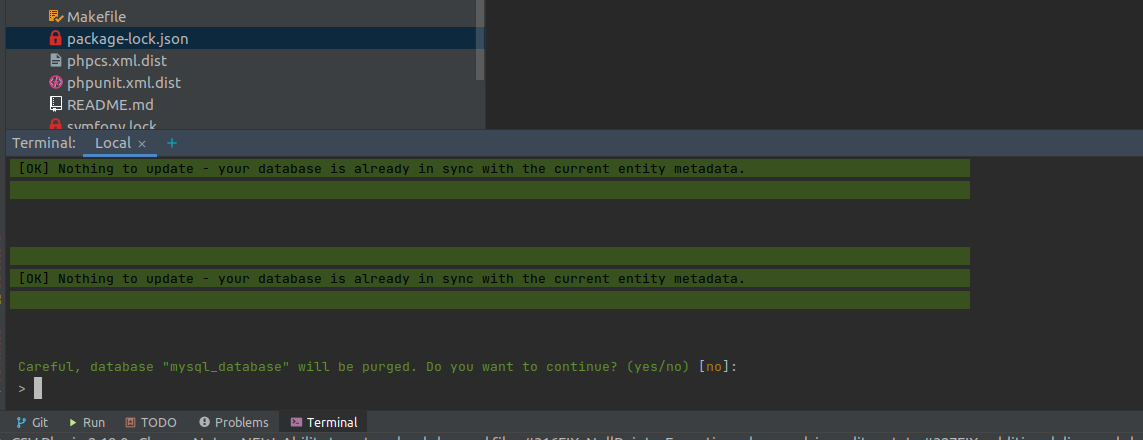 Makefile
package-lock.json
phpcs.xml.dist
phpunit.xml.dist
README.md
symfony.lock
Terminal: Local × +
[OK] Nothing to update - your database is already in sync with the current entity metadata.
[OK] Nothing to update - your database is already in sync with the current entity metadata.
Careful, database "mysql_database" will be purged. Do you want to continue? (yes/no) [no]:
>
Git Run TODO Problems Terminal